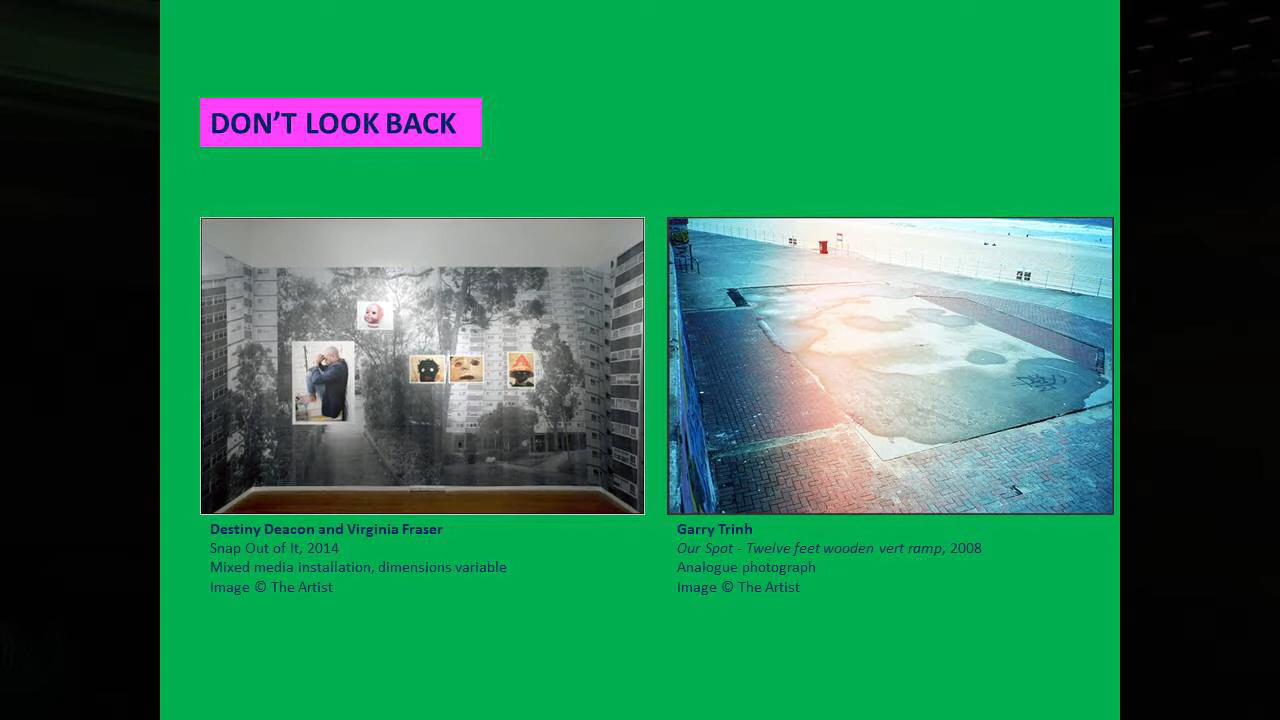 DON’T LOOK BACK
Destiny Deacon and Virginia Fraser
Snap Out of It, 2014
Mixed media installation, dimensions variable
Image © The Artist
Garry Trinh
Our Spot - Twelve feet wooden vert ramp, 2008
Analogue photograph
Image © The Artist